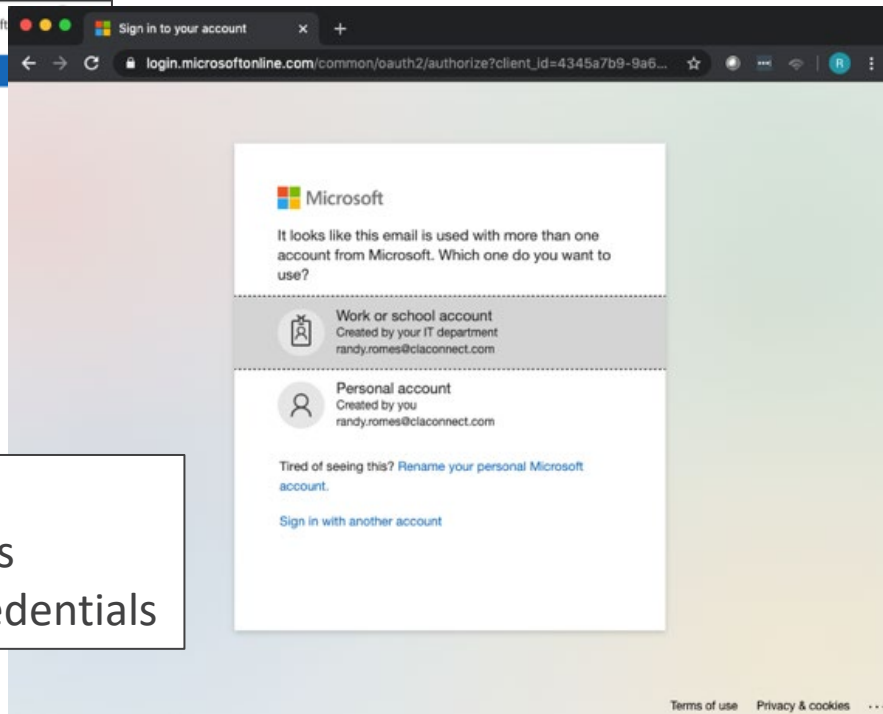 Sign in to your account
login.microsoftonline.com/common/oauth2/authorize?client_id=4345a7b9-9a6...
R
Microsoft
It looks like this email is used with more than one
account from Microsoft. Which one do you want to
use?
Work or school account
Created by your IT department
randy.romes@claconnect.com
Personal account
Created by you
randy.romes@claconnect.com
Tired of seeing this? Rename your personal Microsoft
account.
Sign in with another account
Terms of use Privacy & cookies ...